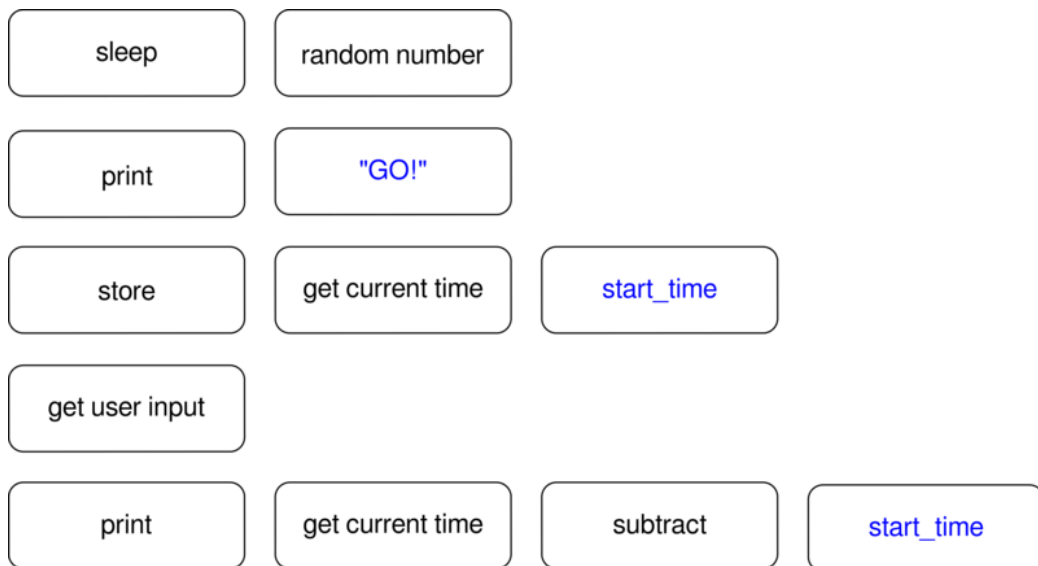 sleep random number
print "GO!"
store get current time start_time
get user input
print get current time subtract start_time